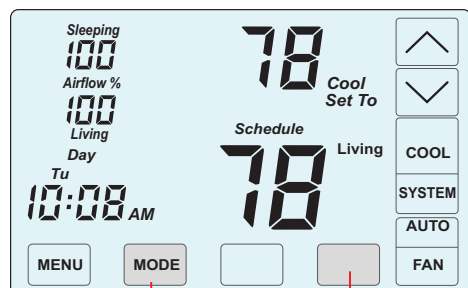 Sleeping
100
Airflow %
100
Living
Day
Tu
10:08 AM
78
Cool
Set To
Schedule
78
Living
COOL
SYSTEM
AUTO
FAN
MENU
MODE